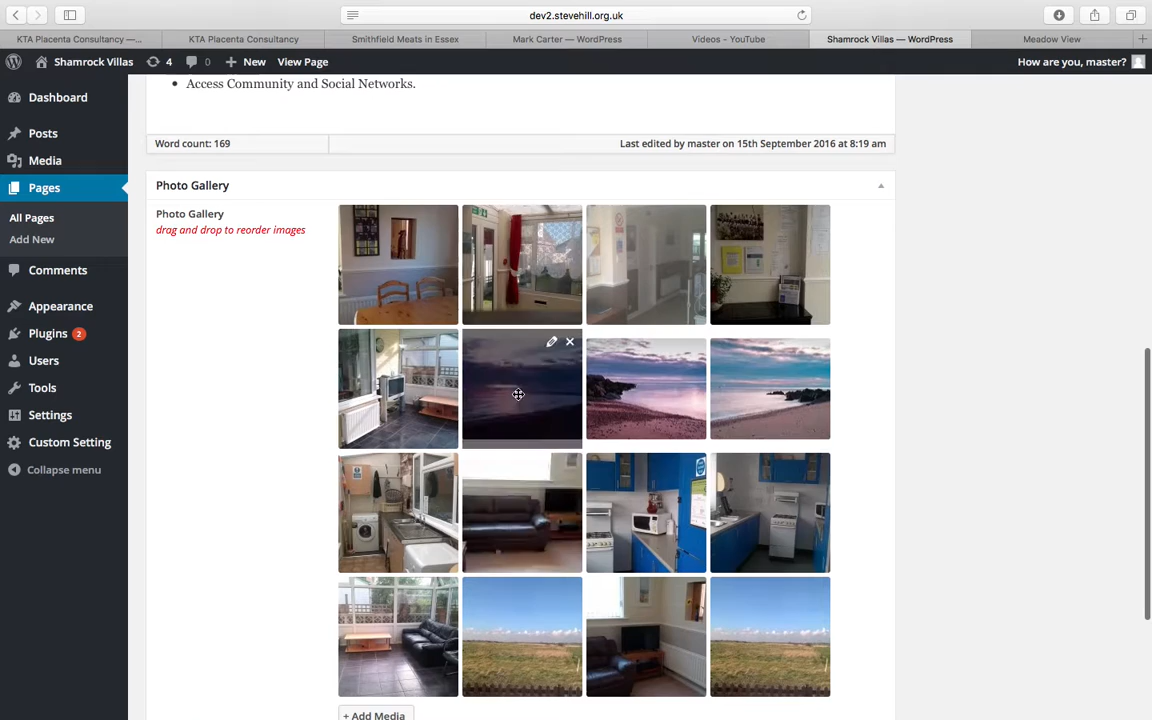 dev2.stevehill.org.uk
KTA Placenta Consultancy —...
KTA Placenta Consultancy
Smithfield Meats in Essex
Mark Carter — WordPress
Videos - YouTube
Shamrock Villas — WordPress
Meadow View
Shamrock Villas
4
0
New
View Page
How are you, master?
Dashboard
Posts
Media
Pages
All Pages
Add New
Comments
Appearance
Plugins 2
Users
Tools
Settings
Custom Setting
Collapse menu
Access Community and Social Networks.
Word count: 169
Last edited by master on 15th September 2016 at 8:19 am
Photo Gallery
Photo Gallery
drag and drop to reorder images
+ Add Media